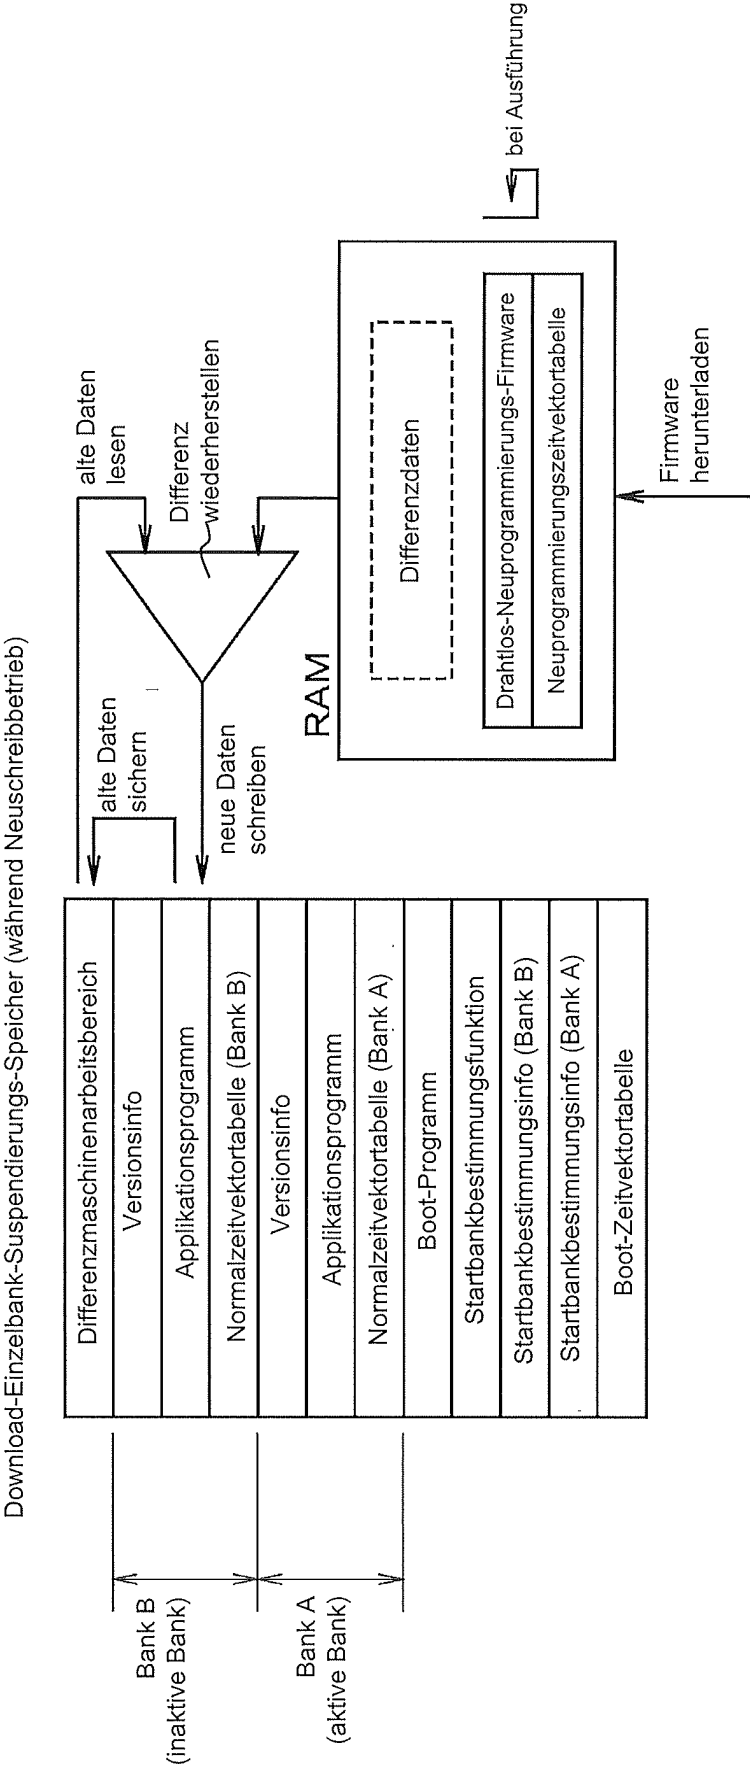 Download-Einzelbank-Suspendierungs-Speicher (während Neuschreibbetrieb)
Bank B
(inaktive Bank)
Bank A
(aktive Bank)
Differenzmaschinenarbeitsbereich
Versionsinfo
Applikationsprogramm
Normalzeitvektortabelle (Bank B)
Versionsinfo
Applikationsprogramm
Normalzeitvektortabelle (Bank A)
Boot-Programm
Startbankbestimmungsfunktion
Startbankbestimmungsinfo (Bank B)
Startbankbestimmungsinfo (Bank A)
Boot-Zeitvektortabelle
alte Daten
sichern
neue Daten
schreiben
alte Daten
lesen
Differenz
wiederherstellen
RAM
Differenzdaten
Drahtlos-Neuprogrammierungs-Firmware
Neuprogrammierungszeitvektortabelle
Firmware
herunterladen
bei Ausführung